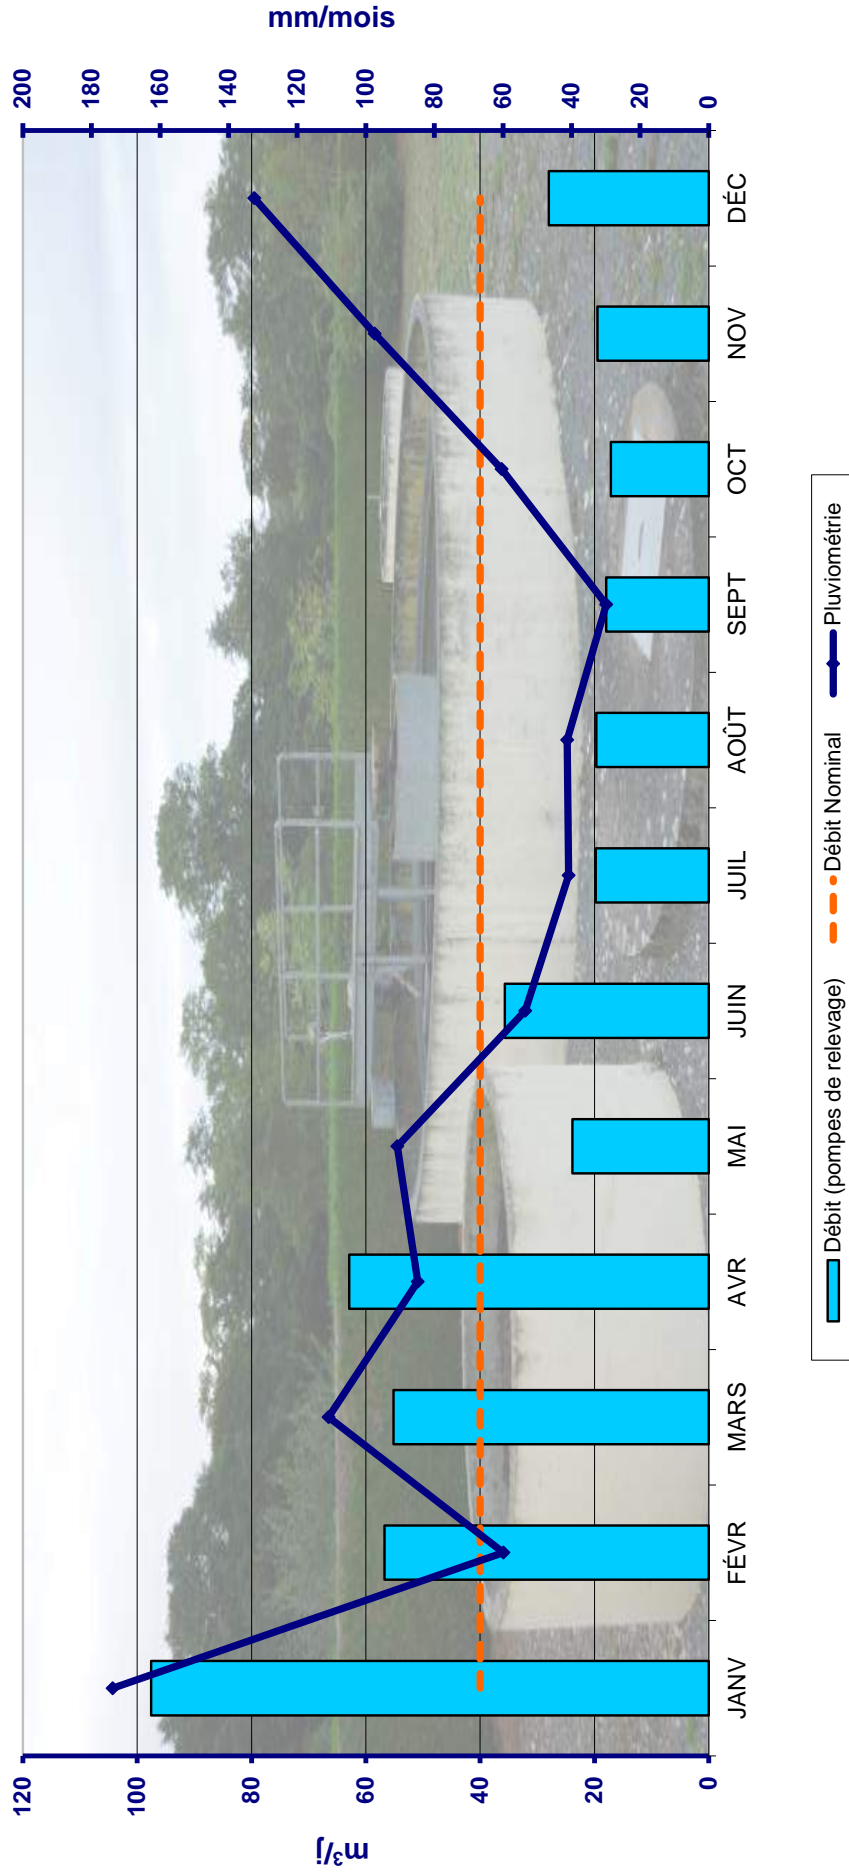 mm/mois
200
180
160
140
120
100
80
60
40
20
0
m³/j
120
100
80
60
40
20
0
JANV
FÉVR
MARS
AVR
MAI
JUIN
JUIL
AOÛT
SEPT
OCT
NOV
DÉC
Débit (pompes de relevage) Débit Nominal Pluviométrie